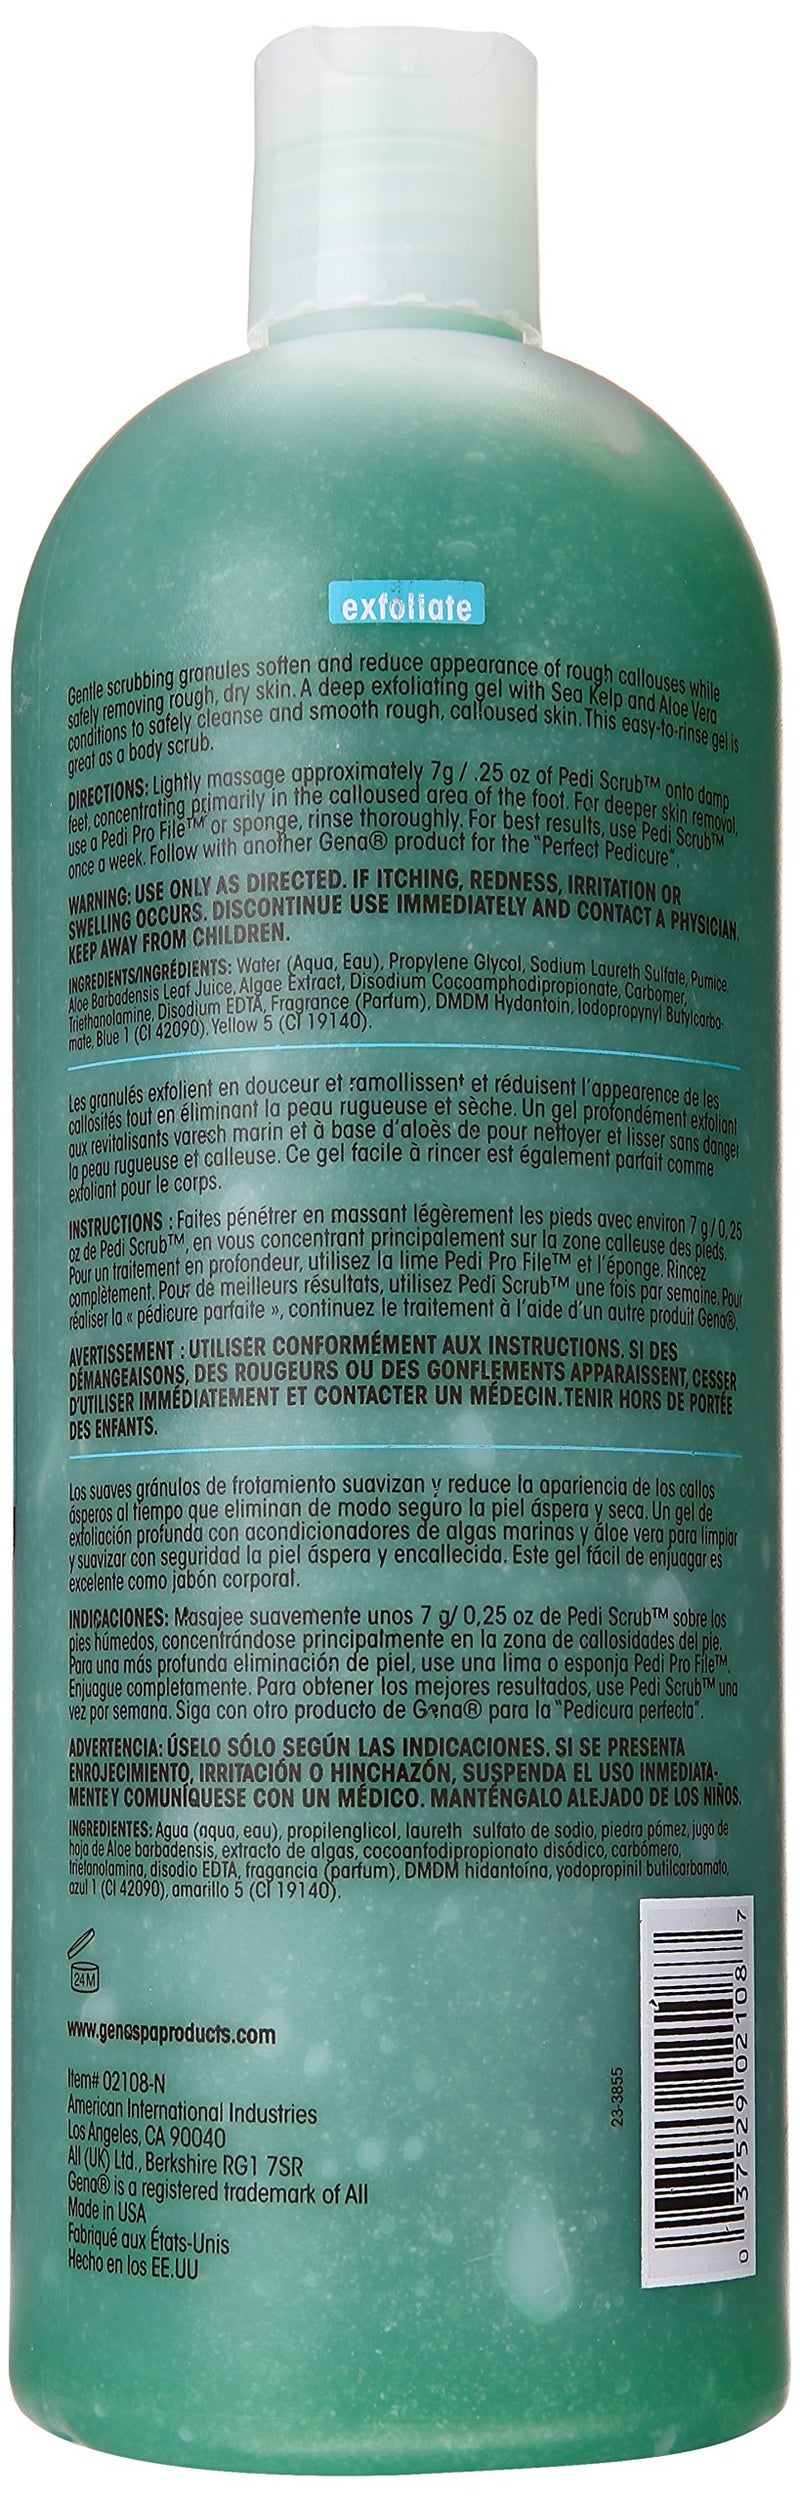 exfoliate
Gentle scrubbing granules soften and reduce appearance of rough callouses while
safely removing rough, dry skin. A deep exfoliating gel with Sea Kelp and Aloe Vera
conditions to safely cleanse and smooth rough, calloused skin. This easy-to-rinse gel is
great as a body scrub.
DIRECTIONS: Lightly massage approximately 7g / .25 oz of Pedi Scrub™ onto damp
feet, concentrating primarily in the calloused area of the foot. For deeper skin removal,
use a Pedi Pro File™ or sponge, rinse thoroughly. For best results, use Pedi Scrub™
once a week. Follow with another Gena® product for the "Perfect Pedicure".
WARNING: USE ONLY AS DIRECTED. IF ITCHING, REDNESS, IRRITATION OR
SWELLING OCCURS. DISCONTINUE USE IMMEDIATELY AND CONTACT A PHYSICIAN.
KEEP AWAY FROM CHILDREN.
INGREDIENTS/INGRÉDIENTS: Water (Aqua, Eau), Propylene Glycol, Sodium Laureth Sulfate, Pumice,
Aloe Barbadensis Leaf Juice, Algae Extract, Disodium Cocoamphodipropionate, Carbomer,
Triethanolamine, Disodium EDTA, Fragrance (Parfum), DMDM Hydantoin, Iodopropynyl Butylcarba-
mate, Blue 1 (CI 42090). Yellow 5 (CI 19140).
Les granulés exfolient en douceur et ramollissent et réduisent l'appearence de les
callosités tout en éliminant la peau rugueuse et sèche. Un gel profondément exfoliant
aux revitalisants varech marin et à base d'aloès de pour nettoyer et lisser sans danger
la peau rugueuse et calleuse. Ce gel facile à rincer est également parfait comme
exfoliant pour le corps.
INSTRUCTIONS : Faites pénétrer en massant légèrement les pieds avec environ 7 g/0,25
oz de Pedi Scrub™, en vous concentrant principalement sur la zone calleuse des pieds.
Pour un traitement en profondeur, utilisez la lime Pedi Pro File™ et l'éponge. Rincez
complètement. Pour de meilleurs résultats, utilisez Pedi Scrub™ une fois par semaine. Pour
réaliser la « pédicure parfaite », continuez le traitement à l'aide d'un autre produit Gena®.
AVERTISSEMENT : UTILISER CONFORMÉMENT AUX INSTRUCTIONS. SI DES
DÉMANGEAISONS, DES ROUGEURS OU DES GONFLEMENTS APPARAISSENT, CESSER
D'UTILISER IMMÉDIATEMENT ET CONTACTER UN MÉDECIN. TENIR HORS DE PORTÉE
DES ENFANTS.
Los suaves gránulos de frotamiento suavizan y reduce la apariencia de los callos
ásperos al tiempo que eliminan de modo seguro la piel áspera y seca. Un gel de
exfoliación profunda con acondicionadores de algas marinas y áloe vera para limpiar
y suavizar con seguridad la piel áspera y encallecida. Este gel fácil de enjuagar es
excelente como jabón corporal.
INDICACIONES: Masajee suavemente unos 7 g/ 0,25 oz de Pedi Scrub™ sobre los
pies húmedos, concentrándose principalmente en la zona de callosidades del pie.
Para una más profunda eliminación de piel, use una lima o esponja Pedi Pro File™.
Enjuague completamente. Para obtener los mejores resultados, use Pedi Scrub™ una
vez por semana. Siga con otro producto de Gena® para la "Pedicura perfecta".
ADVERTENCIA: ÚSELO SÓLO SEGÚN LAS INDICACIONES. SI SE PRESENTA
ENROJECIMIENTO, IRRITACIÓN O HINCHAZÓN, SUSPENDA EL USO INMEDIATA-
MENTE Y COMUNÍQUESE CON UN MÉDICO. MANTÉNGALO ALEJADO DE LOS NIÑOS.
INGREDIENTES: Agua (aqua, eau), propilenglicol, laureth sulfato de sodio, piedra pómez, jugo de
hoja de Aloe barbadensis, extracto de algas, cocoanfodipropionato disódico, carbómero,
trietanolamina, disodio EDTA, fragancia (parfum), DMDM hidantoína, yodopropinil butilcarbamato,
azul 1 (CI 42090), amarillo 5 (CI 19140).
24M
www.genaspaproducts.com
Item# 02108-N
American International Industries
Los Angeles, CA 90040
AII (UK) Ltd., Berkshire RG1 7SR
Gena® is a registered trademark of AII
Made in USA
Fabriqué aux États-Unis
Hecho en los EE.UU
23-3855
0 37529 02108 7